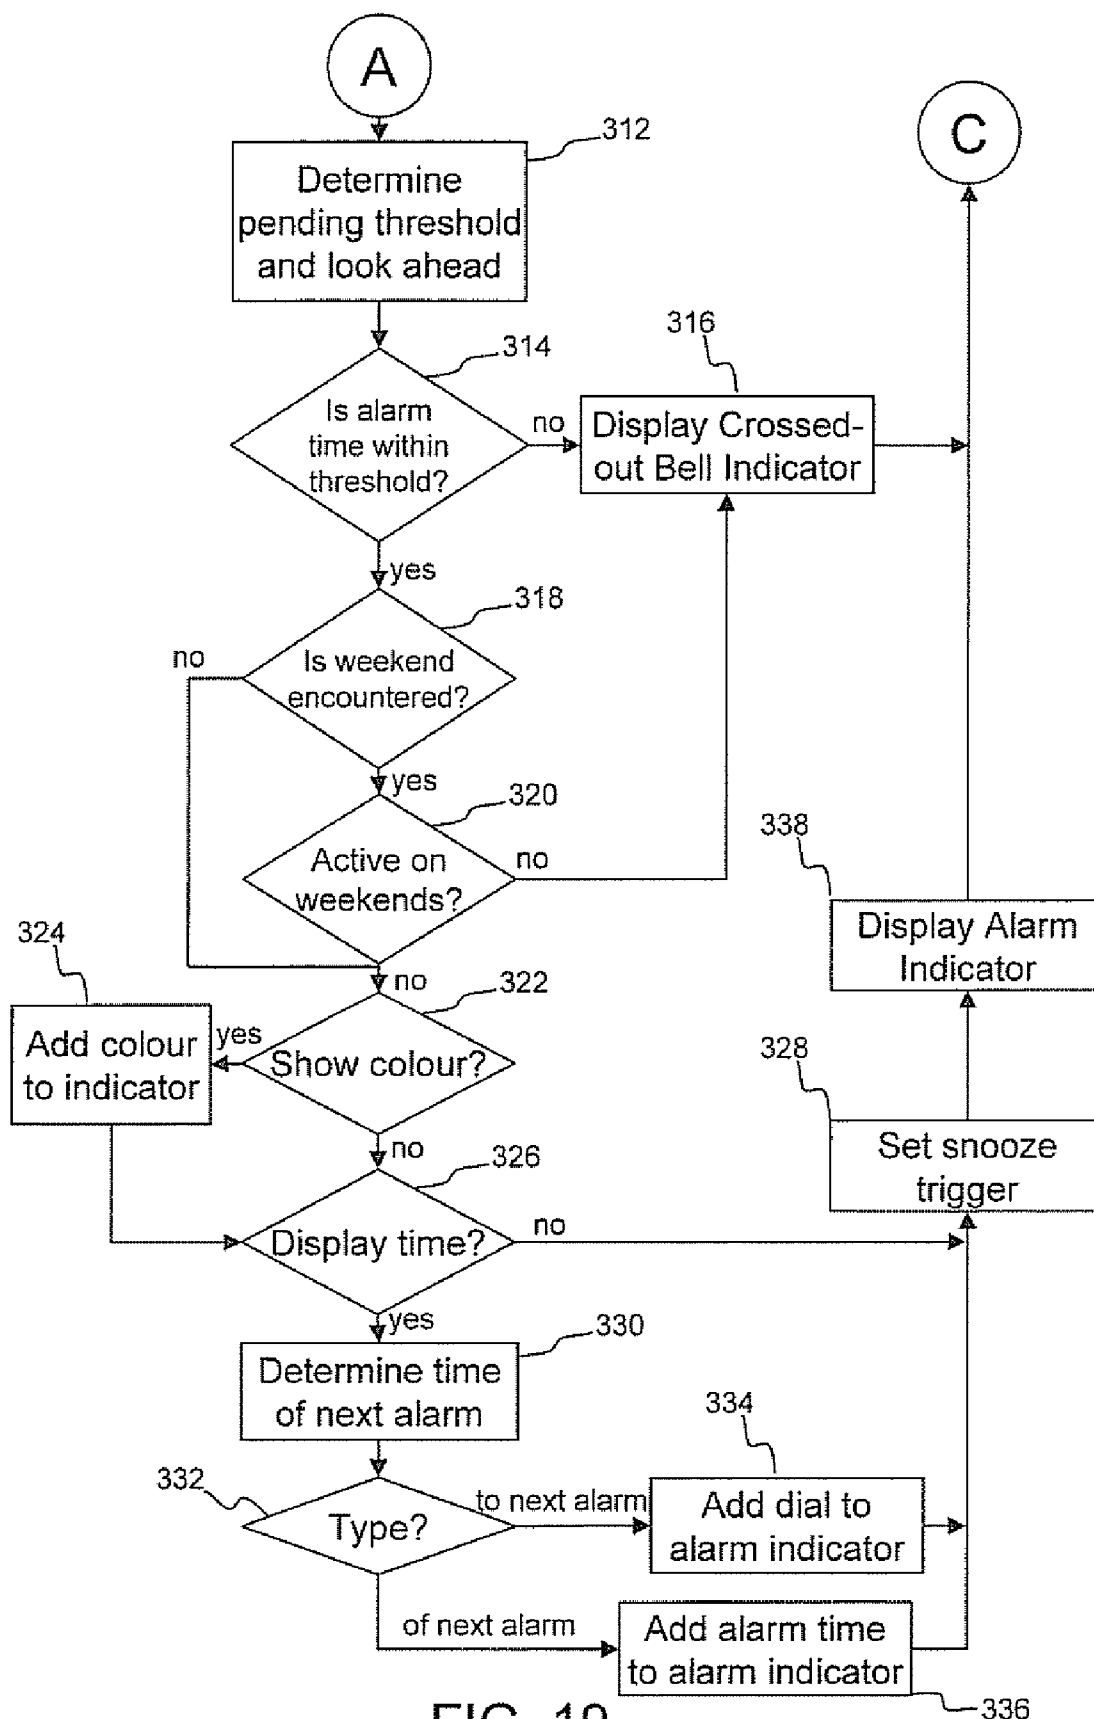 A
312
Determine
pending threshold
and look ahead
C
314
Is alarm
time within
threshold?
no
316
Display Crossed-
out Bell Indicator
yes
318
no
Is weekend
encountered?
yes
320
Active on
weekends?
no
338
Display Alarm
Indicator
324
Add colour
to indicator
no
322
yes
Show colour?
328
Set snooze
trigger
no
326
Display time?
no
yes
330
Determine time
of next alarm
332
Type?
to next alarm
334
Add dial to
alarm indicator
of next alarm
Add alarm time
to alarm indicator
336